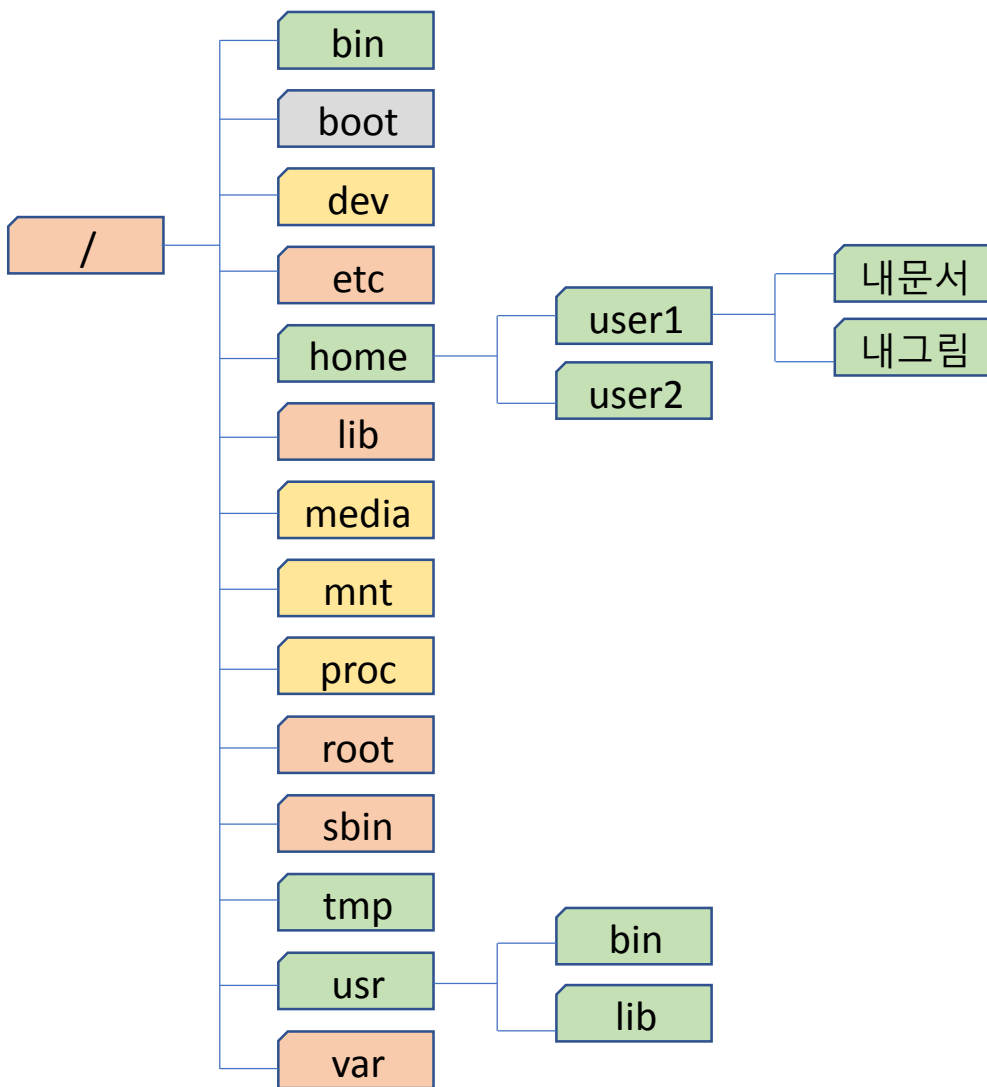 /
bin
boot
dev
etc
home
user1
내문서
내그림
user2
lib
media
mnt
proc
root
sbin
tmp
usr
bin
lib
var